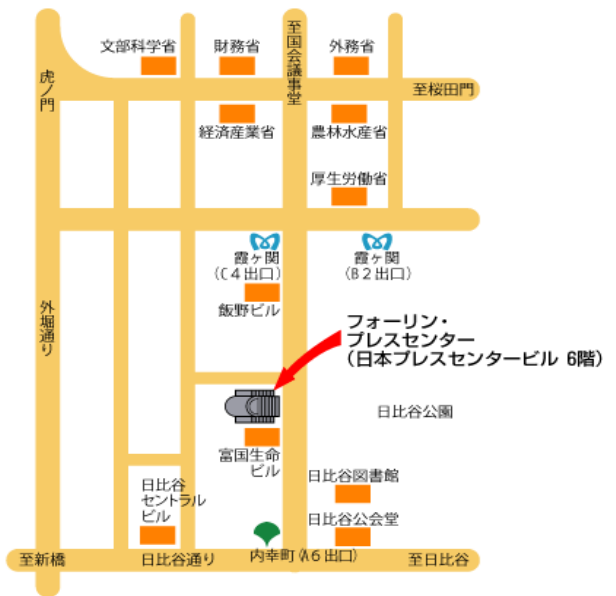 文部科学省
財務省
至国会議事堂
外務省
虎ノ門
至桜田門
経済産業省
農林水産省
厚生労働省
霞ヶ関
(C4出口)
霞ヶ関
(B2出口)
飯野ビル
外堀通り
フォーリン・
プレスセンター
(日本プレスセンタービル 6階)
日比谷公園
富国生命
ビル
日比谷図書館
日比谷
セントラル
ビル
日比谷公会堂
至新橋
日比谷通り
内幸町(A6出口)
至日比谷